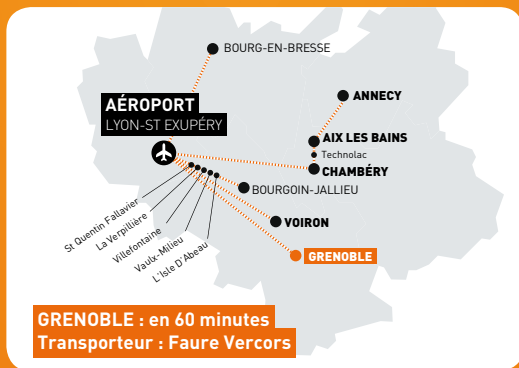 BOURG-EN-BRESSE
ANNECY
AÉROPORT
LYON-ST EXUPÉRY
AIX LES BAINS
Technolac
CHAMBÉRY
BOURGOIN-JALLIEU
St Quentin Fallavier
La Verpillière
Villefontaine
Vaulx-Milieu
L'Isle D'Abeau
VOIRON
GRENOBLE
GRENOBLE : en 60 minutes
Transporteur : Faure Vercors